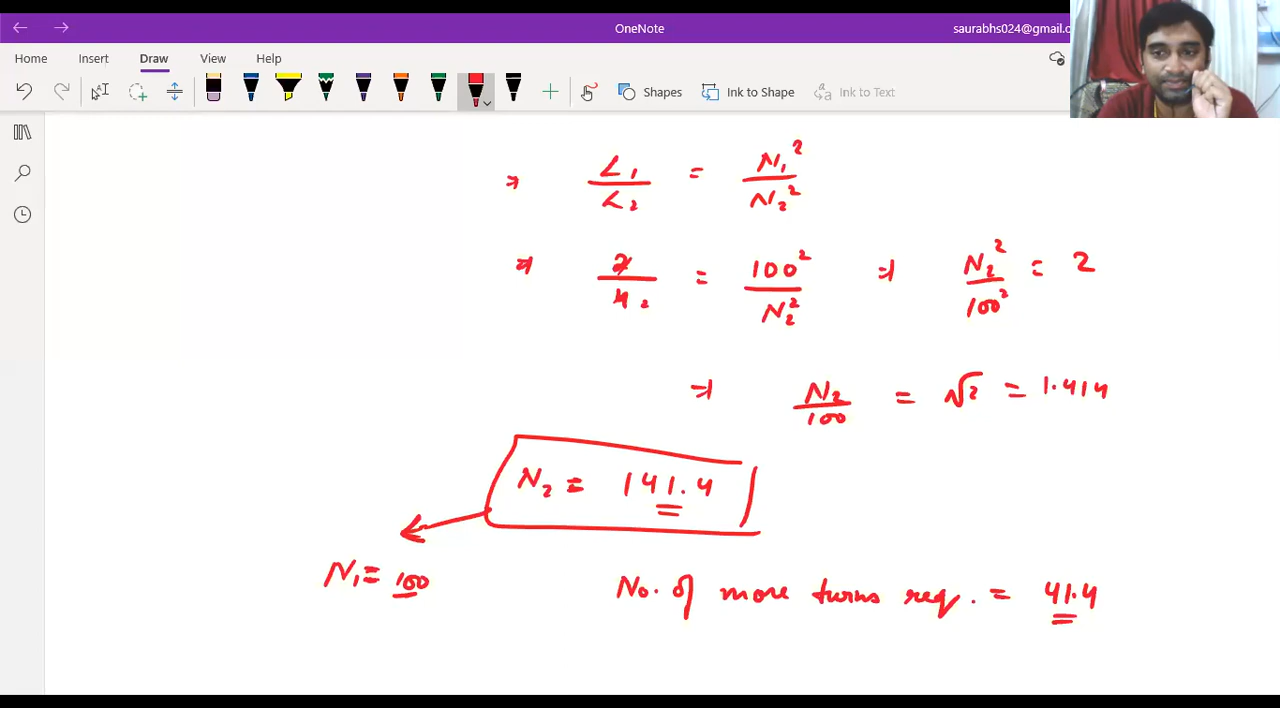 OneNote
saurabhs024@gmail.c
Home Insert Draw View Help
Shapes Ink to Shape Ink to Text
⇒ L₁/L₂ = N₁²/N₂²
⇒ 2/4₂ = 100²/N₂² ⇒ N₂²/100² = 2
⇒ N₂/100 = √2 = 1.414
N₂ = 141.4
N₁ = 100
No. of more turns req. = 41.4